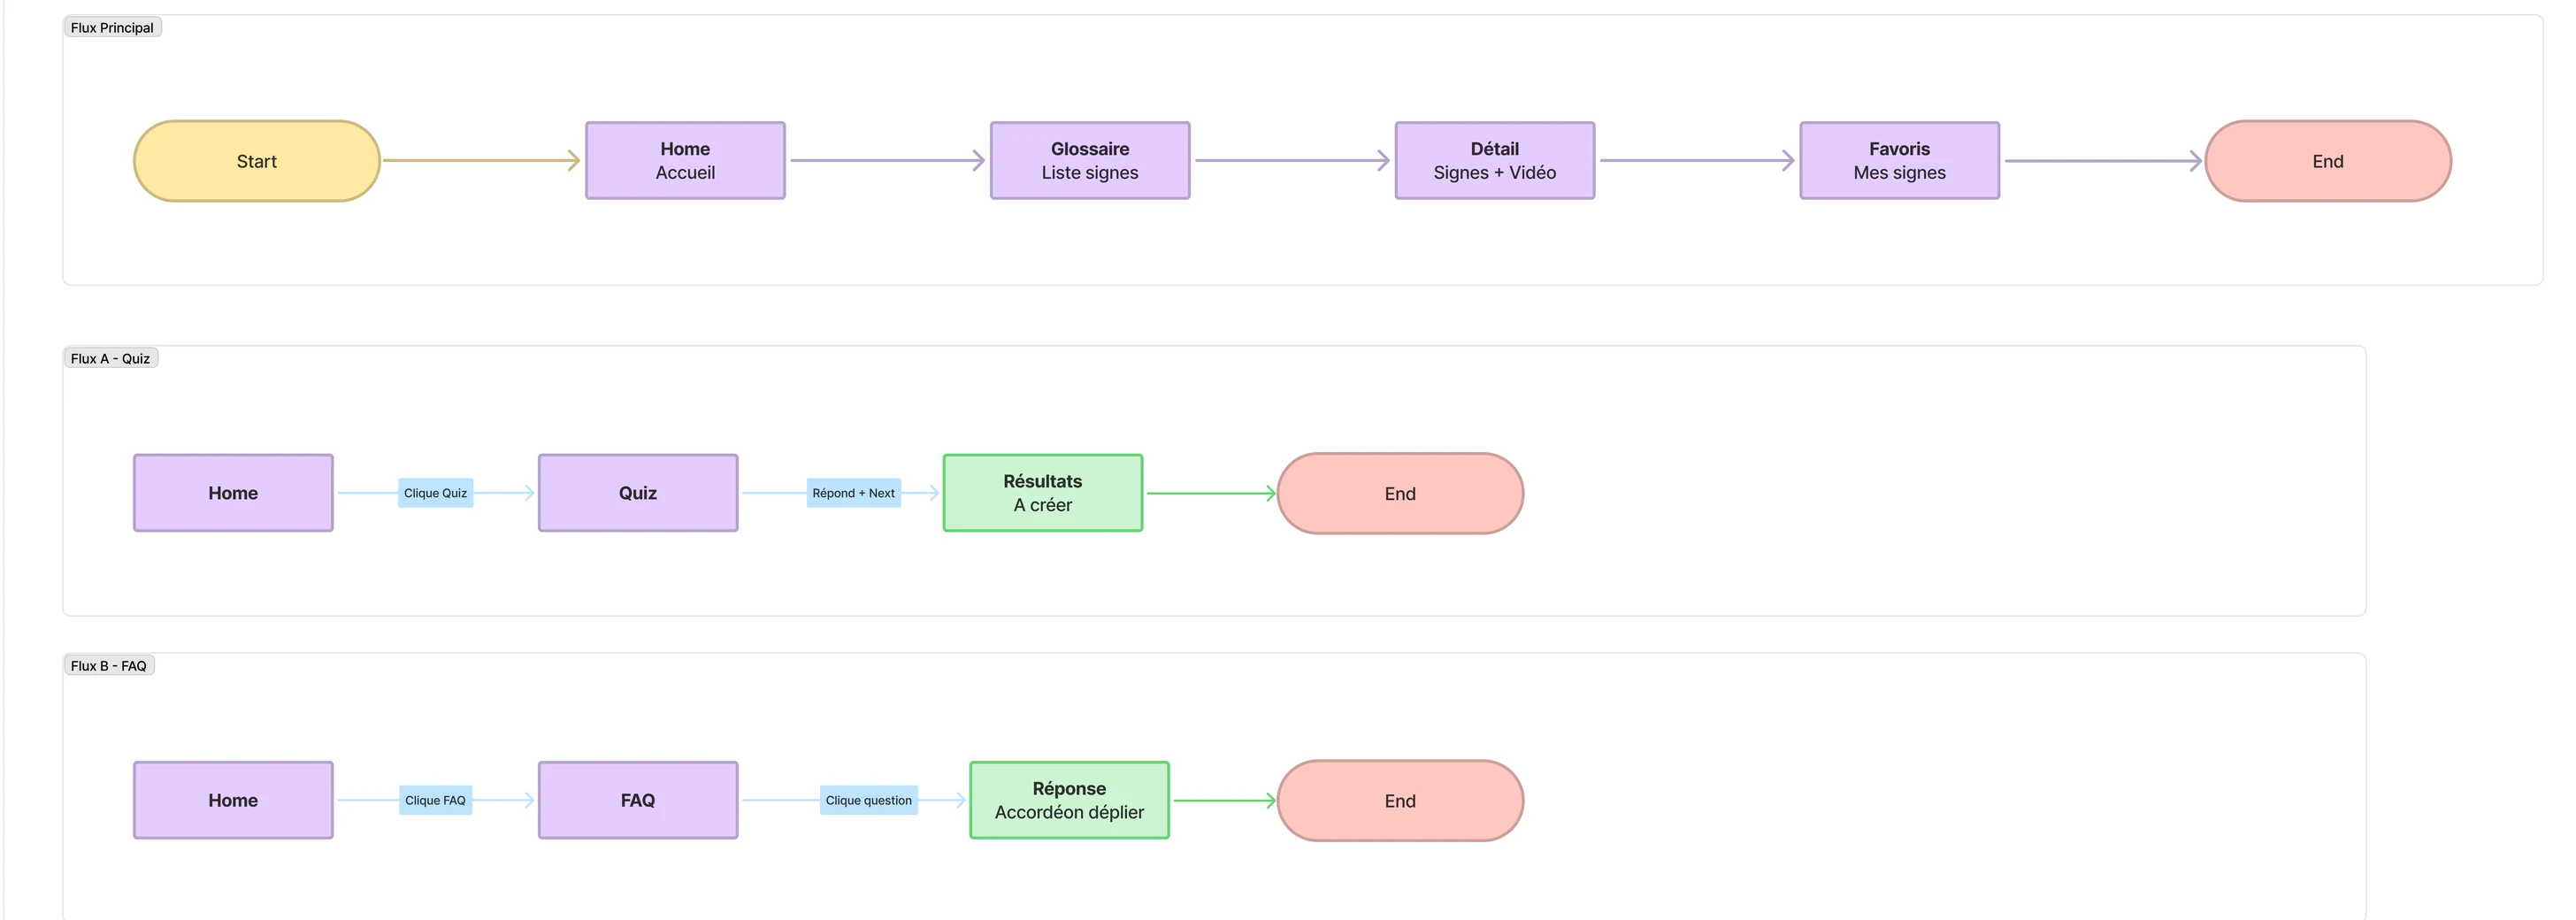 Flux Principal
Start
Home
Accueil
Glossaire
Liste signes
Détail
Signes + Vidéo
Favoris
Mes signes
End
Flux A - Quiz
Home
Clique Quiz
Quiz
Répond + Next
Résultats
A créer
End
Flux B - FAQ
Home
Clique FAQ
FAQ
Clique question
Réponse
Accordéon déplier
End